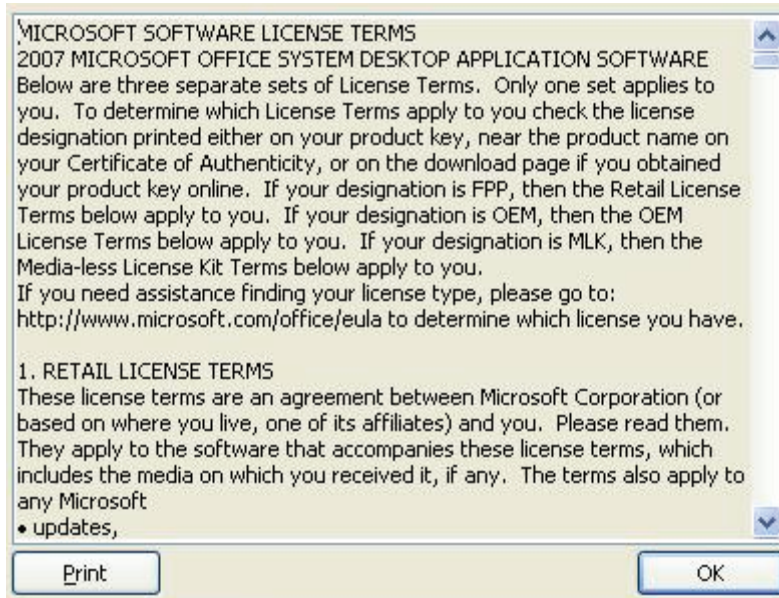 MICROSOFT SOFTWARE LICENSE TERMS
2007 MICROSOFT OFFICE SYSTEM DESKTOP APPLICATION SOFTWARE
Below are three separate sets of License Terms.  Only one set applies to
you.  To determine which License Terms apply to you check the license
designation printed either on your product key, near the product name on
your Certificate of Authenticity, or on the download page if you obtained
your product key online.  If your designation is FPP, then the Retail License
Terms below apply to you.  If your designation is OEM, then the OEM
License Terms below apply to you.  If your designation is MLK, then the
Media-less License Kit Terms below apply to you.
If you need assistance finding your license type, please go to:
http://www.microsoft.com/office/eula to determine which license you have.
1. RETAIL LICENSE TERMS
These license terms are an agreement between Microsoft Corporation (or
based on where you live, one of its affiliates) and you.  Please read them.
They apply to the software that accompanies these license terms, which
includes the media on which you received it, if any.  The terms also apply to
any Microsoft
• updates,
Print
OK